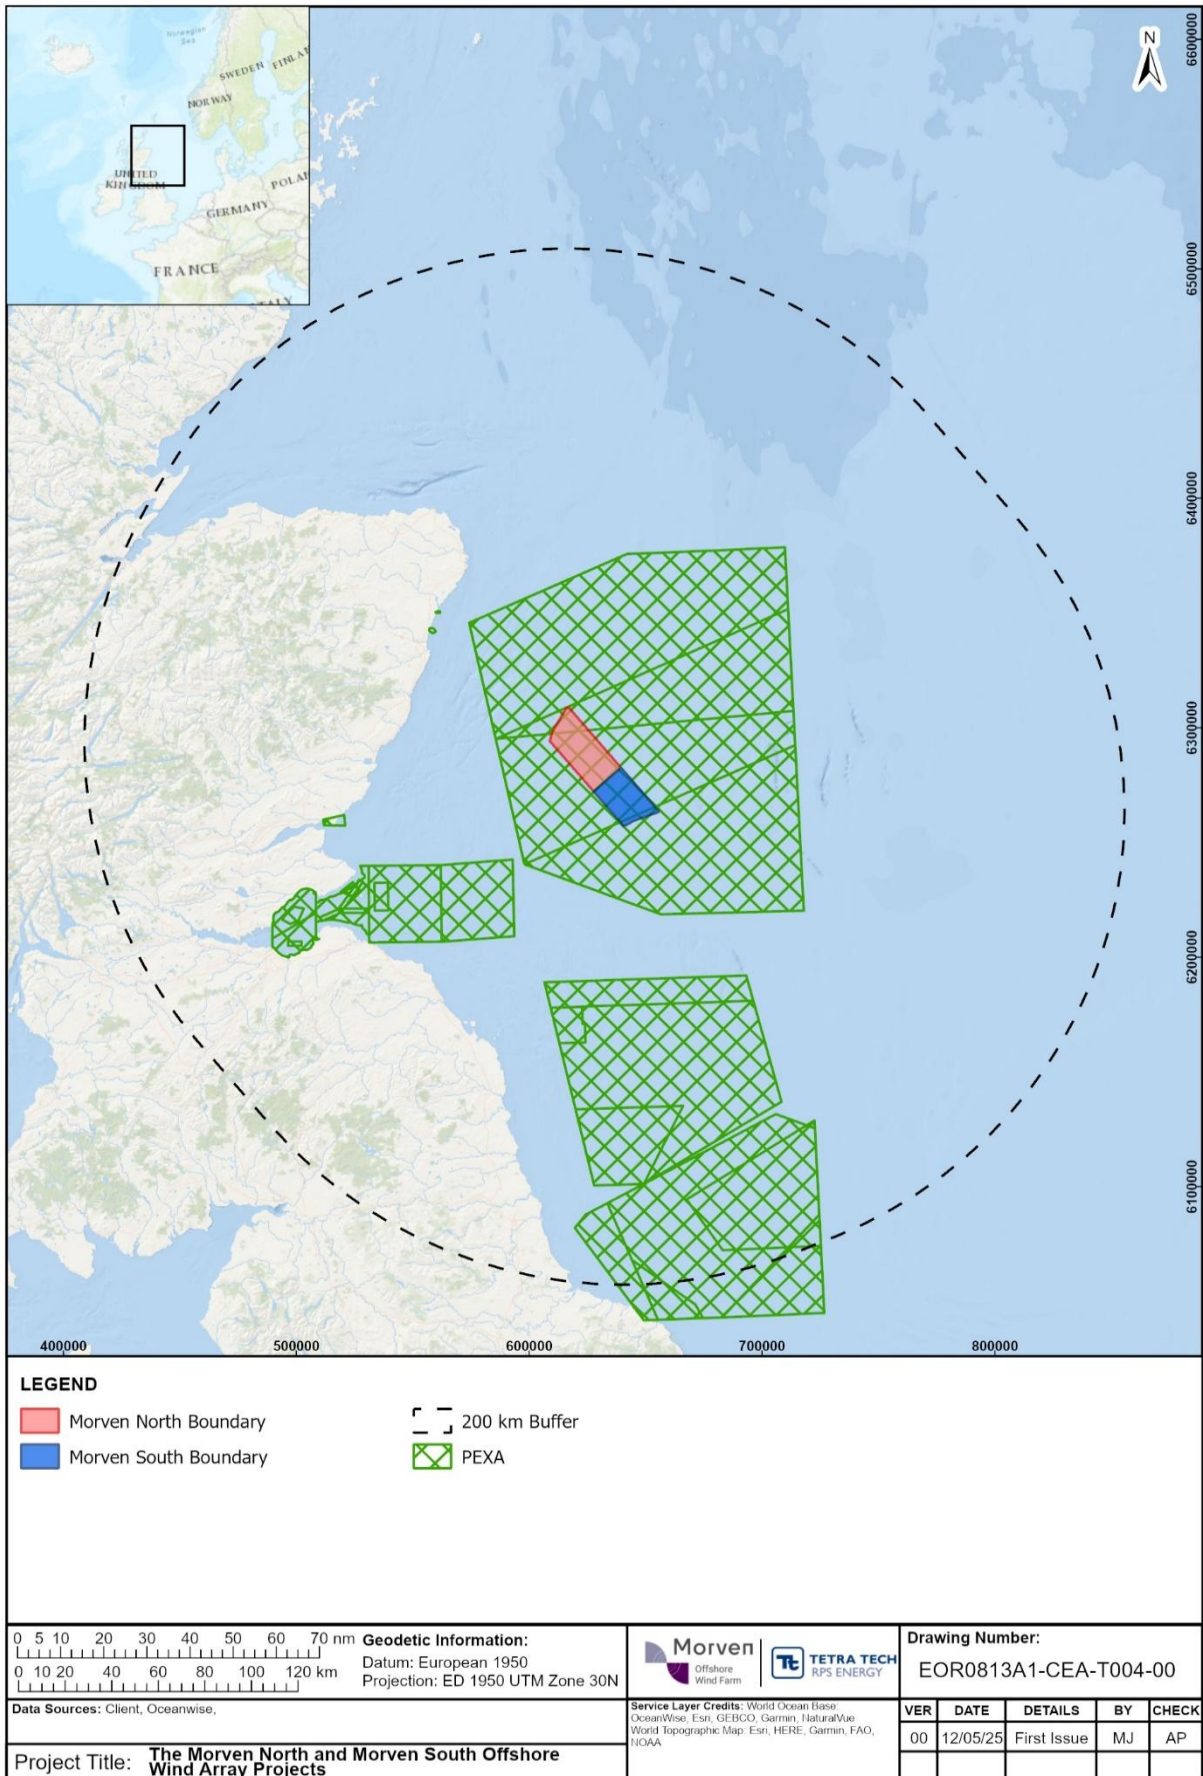 Norwegian
Sea
SWEDEN
FINLAN
NORWAY
UNITED
KINGDOM
POLAN
GERMANY
FRANCE
ITALY
N
6600000
6500000
6400000
6300000
6200000
6100000
400000 500000 600000 700000 800000
LEGEND
Morven North Boundary
Morven South Boundary
200 km Buffer
PEXA
0 5 10 20 30 40 50 60 70 nm
0 10 20 40 60 80 100 120 km
Geodetic Information:
Datum: European 1950
Projection: ED 1950 UTM Zone 30N
Data Sources: Client, Oceanwise,
Project Title: The Morven North and Morven South Offshore
Wind Array Projects
Morven
Offshore
Wind Farm
Tt TETRA TECH
RPS ENERGY
Service Layer Credits: World Ocean Base:
OceanWise, Esri, GEBCO, Garmin, NaturalVue
World Topographic Map: Esri, HERE, Garmin, FAO,
NOAA
Drawing Number:
EOR0813A1-CEA-T004-00
VER DATE DETAILS BY CHECK
00 12/05/25 First Issue MJ AP